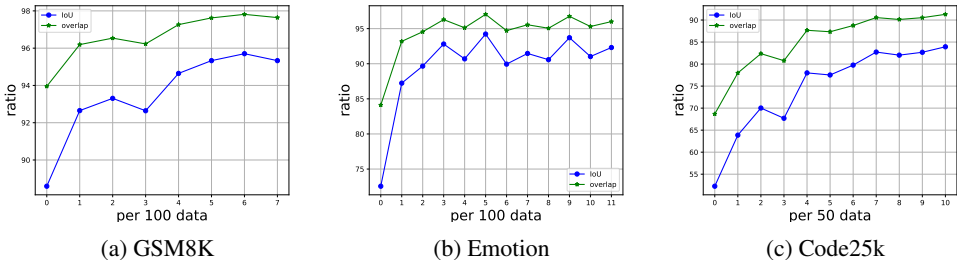 98
96
94
92
90
ratio
IoU
overlap
0 1 2 3 4 5 6 7
per 100 data
(a) GSM8K
95
90
85
80
75
ratio
IoU
overlap
0 1 2 3 4 5 6 7 8 9 10 11
per 100 data
(b) Emotion
90
85
80
75
70
65
60
55
ratio
IoU
overlap
0 1 2 3 4 5 6 7 8 9 10
per 50 data
(c) Code25k